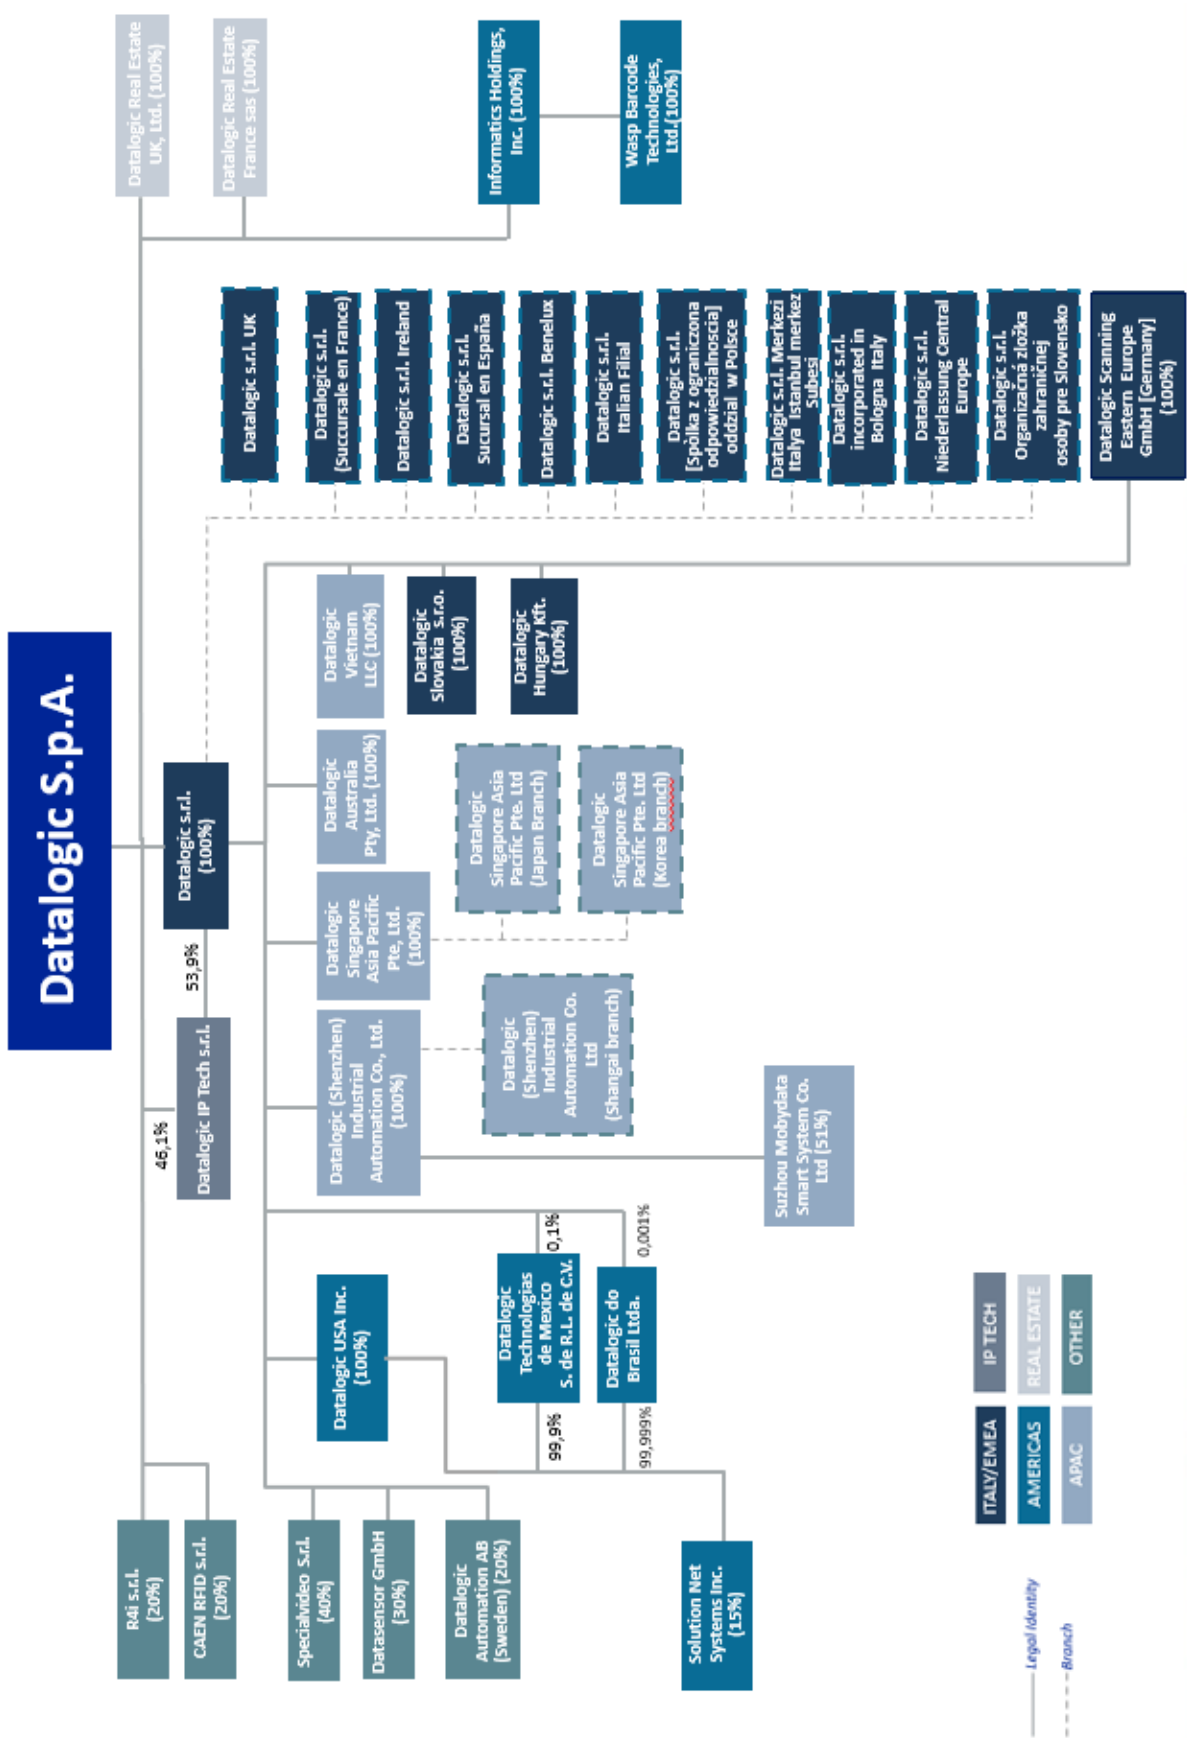 Datalogic S.p.A.
R4i s.r.l.
(20%)
CAEN RFID s.r.l.
(20%)
46,1%
Datalogic IP Tech s.r.l.
53,9%
Datalogic s.r.l.
(100%)
Datalogic Real Estate
UK, Ltd. (100%)
Datalogic Real Estate
France sas (100%)
Informatics Holdings,
Inc. (100%)
Wasp Barcode
Technologies,
Ltd.(100%)
Specialvideo S.r.l.
(40%)
Datasensor GmbH
(30%)
Datalogic
Automation AB
(Sweden) (20%)
Datalogic USA Inc.
(100%)
Datalogic (Shenzhen)
Industrial
Automation Co., Ltd.
(100%)
Datalogic
Singapore
Asia Pacific
Pte, Ltd.
(100%)
Datalogic
Australia
Pty, Ltd. (100%)
Datalogic
Vietnam
LLC (100%)
Datalogic
Slovakia s.r.o.
(100%)
Datalogic
Hungary Kft.
(100%)
Datalogic s.r.l. UK
Datalogic s.r.l.
(Succursale en France)
Datalogic s.r.l. Ireland
Datalogic s.r.l.
Sucursal en España
Datalogic s.r.l. Benelux
Datalogic s.r.l.
Italian Filial
Datalogic s.r.l.
[Spòlka z ograniczona
odpowiedzialnoscia]
oddzial w Polsce
Datalogic s.r.l. Merkezi
Italya Istanbul merkez
Subesi
Datalogic s.r.l.
incorporated in
Bologna Italy
Datalogic s.r.l.
Niederlassung Central
Europe
Datalogic s.r.l.
Organizačná zložka
zahraničnej
osoby pre Slovensko
Datalogic Scanning
Eastern Europe
GmbH [Germany]
(100%)
Datalogic
(Shenzhen)
Industrial
Automation Co.
Ltd
(Shangai branch)
Datalogic
Singapore Asia
Pacific Pte. Ltd
(Japan Branch)
Datalogic
Singapore Asia
Pacific Pte. Ltd
(Korea branch)
99,9%
Datalogic
Technologias
de Mexico
S. de R.L. de C.V.
0,1%
99,999%
Datalogic do
Brasil Ltda.
0,001%
Solution Net
Systems Inc.
(15%)
Suzhou Mobydata
Smart System Co.
Ltd (51%)
Legal Identity
Branch
ITALY/EMEA
IP TECH
AMERICAS
REAL ESTATE
APAC
OTHER